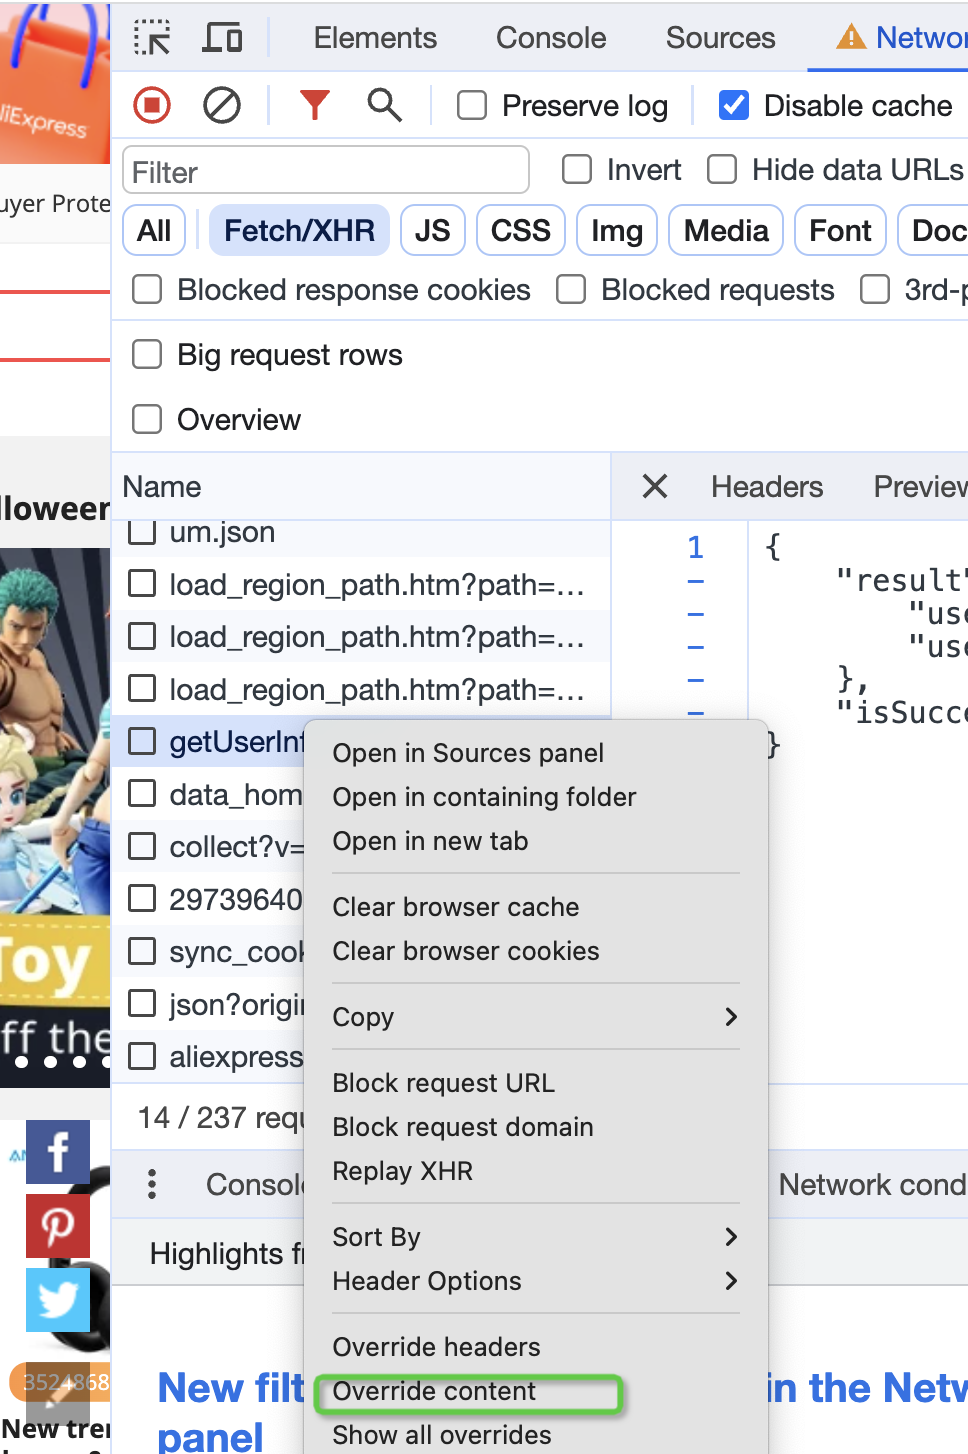 Elements Console Sources Networ
Preserve log Disable cache
AliExpress
Filter Invert Hide data URLs
uyer Prote
All Fetch/XHR JS CSS Img Media Font Doc
Blocked response cookies Blocked requests 3rd-p
Big request rows
Overview
Name
Headers Preview
lloween
um.json
load_region_path.htm?path=...
load_region_path.htm?path=...
load_region_path.htm?path=...
getUserInf
data_hom
collect?v=
29739640
sync_cook
json?origi
aliexpress
1 {
- "result"
- "use
- "use
- },
- "isSucce
}
Toy
ff the
Open in Sources panel
Open in containing folder
Open in new tab
Clear browser cache
Clear browser cookies
Copy
Block request URL
Block request domain
Replay XHR
Sort By
Header Options
Override headers
Override content
Show all overrides
14 / 237 requ
Console
Network cond
Highlights fr
New filt
in the Netw
panel
3524868
New tren